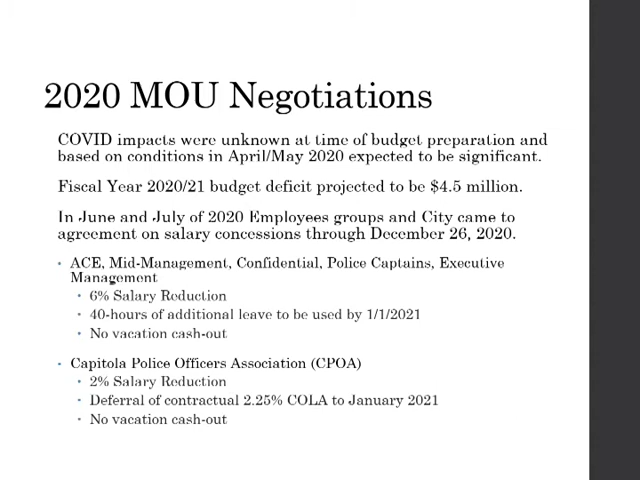 2020 MOU Negotiations
COVID impacts were unknown at time of budget preparation and
based on conditions in April/May 2020 expected to be significant.
Fiscal Year 2020/21 budget deficit projected to be $4.5 million.
In June and July of 2020 Employees groups and City came to
agreement on salary concessions through December 26, 2020.
• ACE, Mid-Management, Confidential, Police Captains, Executive
Management
• 6% Salary Reduction
• 40-hours of additional leave to be used by 1/1/2021
• No vacation cash-out
• Capitola Police Officers Association (CPOA)
• 2% Salary Reduction
• Deferral of contractual 2.25% COLA to January 2021
• No vacation cash-out